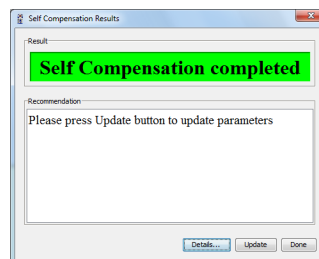 Self Compensation Results
Result
Self Compensation completed
Recommendation
Please press Update button to update parameters
Details... Update Done